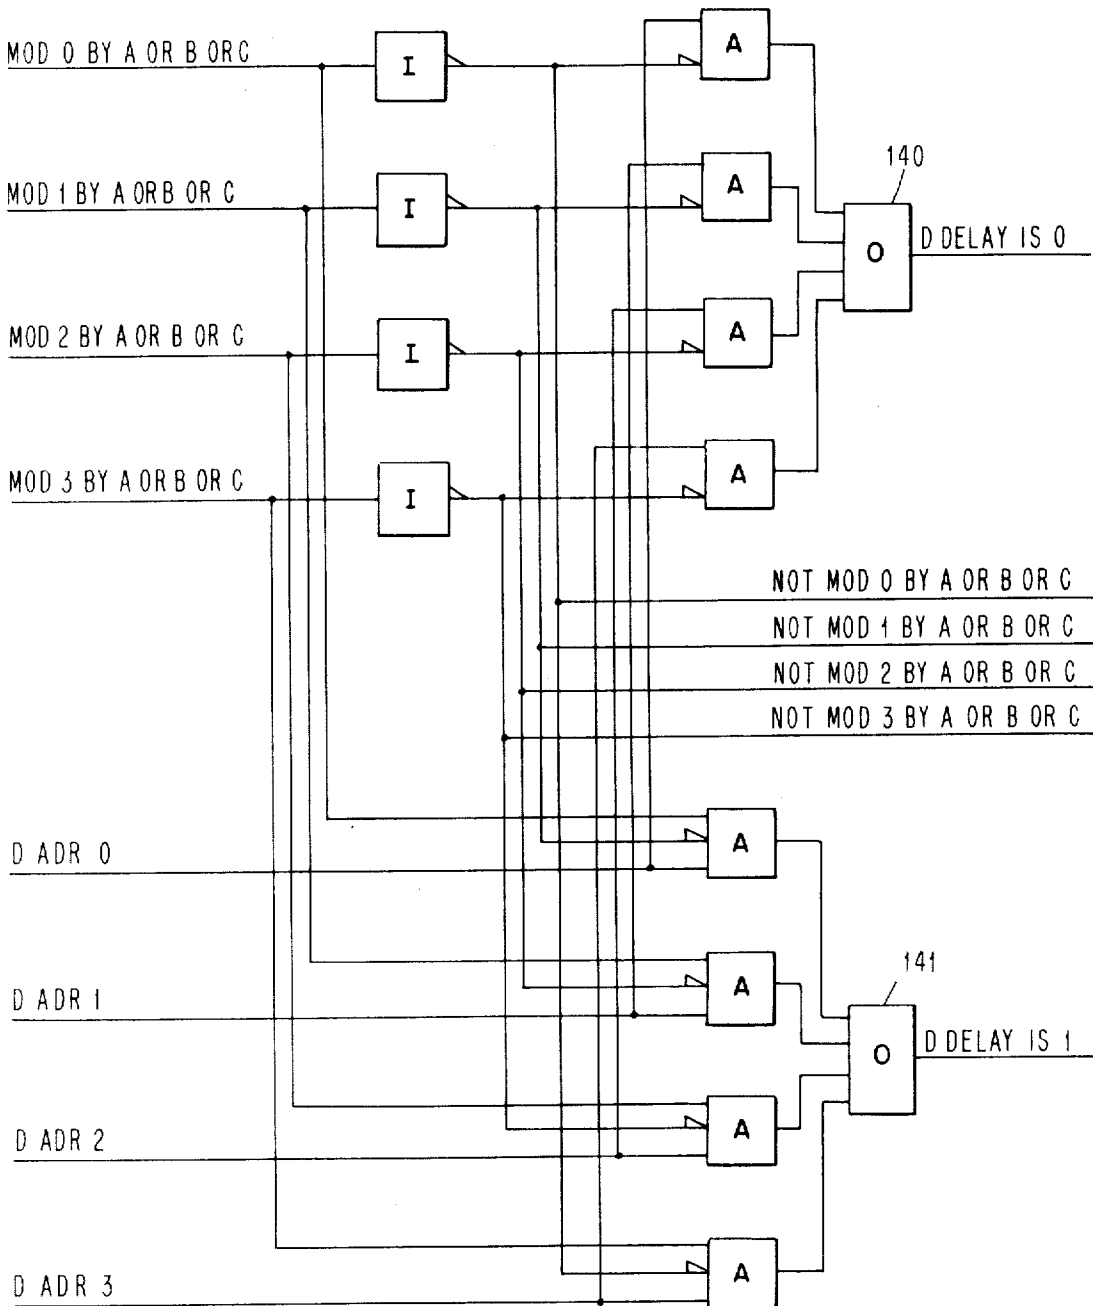 MOD 0 BY A OR B OR C
I
A
MOD 1 BY A OR B OR C
I
A
140
O
D DELAY IS 0
MOD 2 BY A OR B OR C
I
A
MOD 3 BY A OR B OR C
I
A
NOT MOD 0 BY A OR B OR C
NOT MOD 1 BY A OR B OR C
NOT MOD 2 BY A OR B OR C
NOT MOD 3 BY A OR B OR C
D ADR 0
A
D ADR 1
A
141
O
D DELAY IS 1
D ADR 2
A
D ADR 3
A